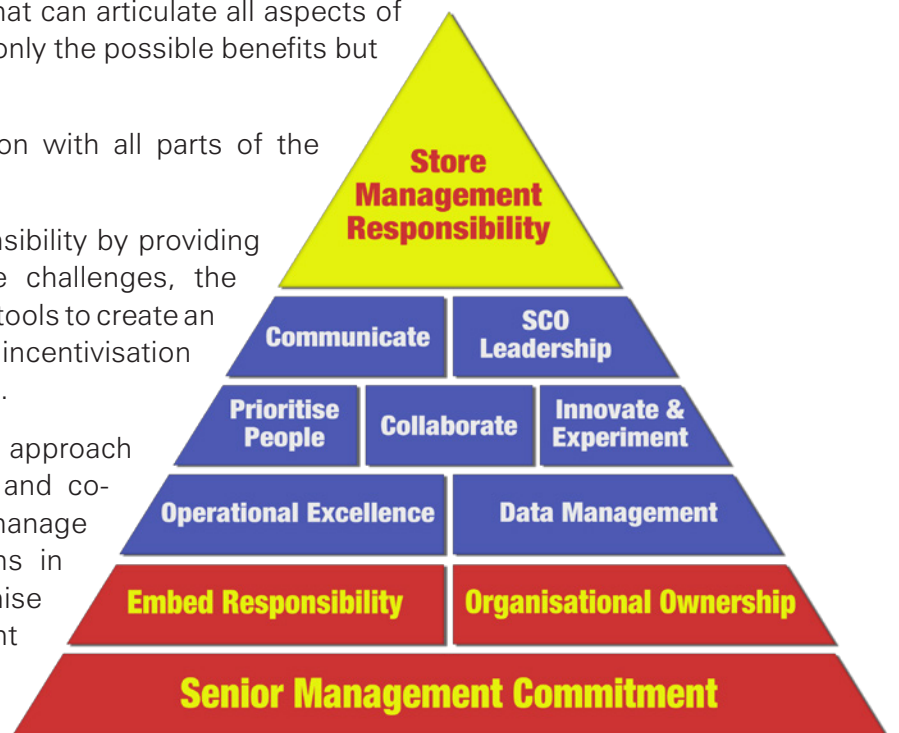 hat can articulate all aspects of
only the possible benefits but
on with all parts of the
nsibility by providing
e challenges, the
tools to create an
incentivisation
.
approach
and co-
nanage
ns in
nise
nt
Store
Management
Responsibility
Communicate
SCO
Leadership
Prioritise
People
Collaborate
Innovate &
Experiment
Operational Excellence
Data Management
Embed Responsibility
Organisational Ownership
Senior Management Commitment